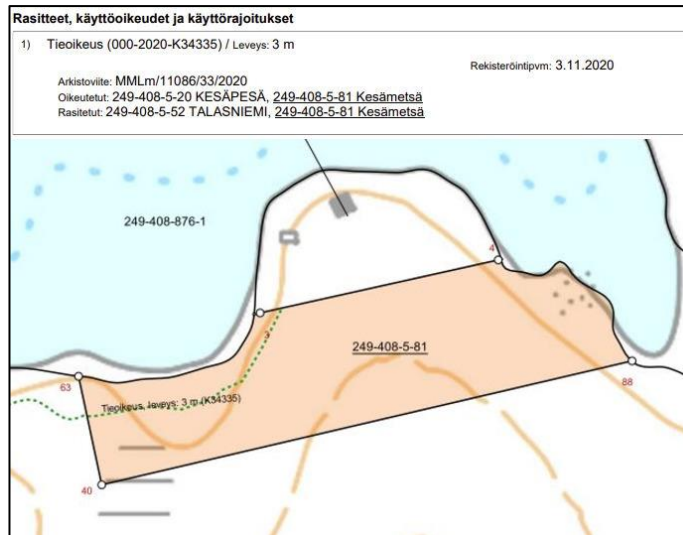 Rasitteet, käyttöoikeudet ja käyttörajoitukset
1) Tieoikeus (000-2020-K34335) / Leveys: 3 m
Rekisteröintipvm: 3.11.2020
Arkistoviite: MMLm/11086/33/2020
Oikeutetut: 249-408-5-20 KESÄPESÄ, 249-408-5-81 Kesämetsä
Rasitetut: 249-408-5-52 TALASNIEMI, 249-408-5-81 Kesämetsä
249-408-876-1
4
249-408-5-81
63
88
Tieoikeus, leveys: 3 m (K34335)
40